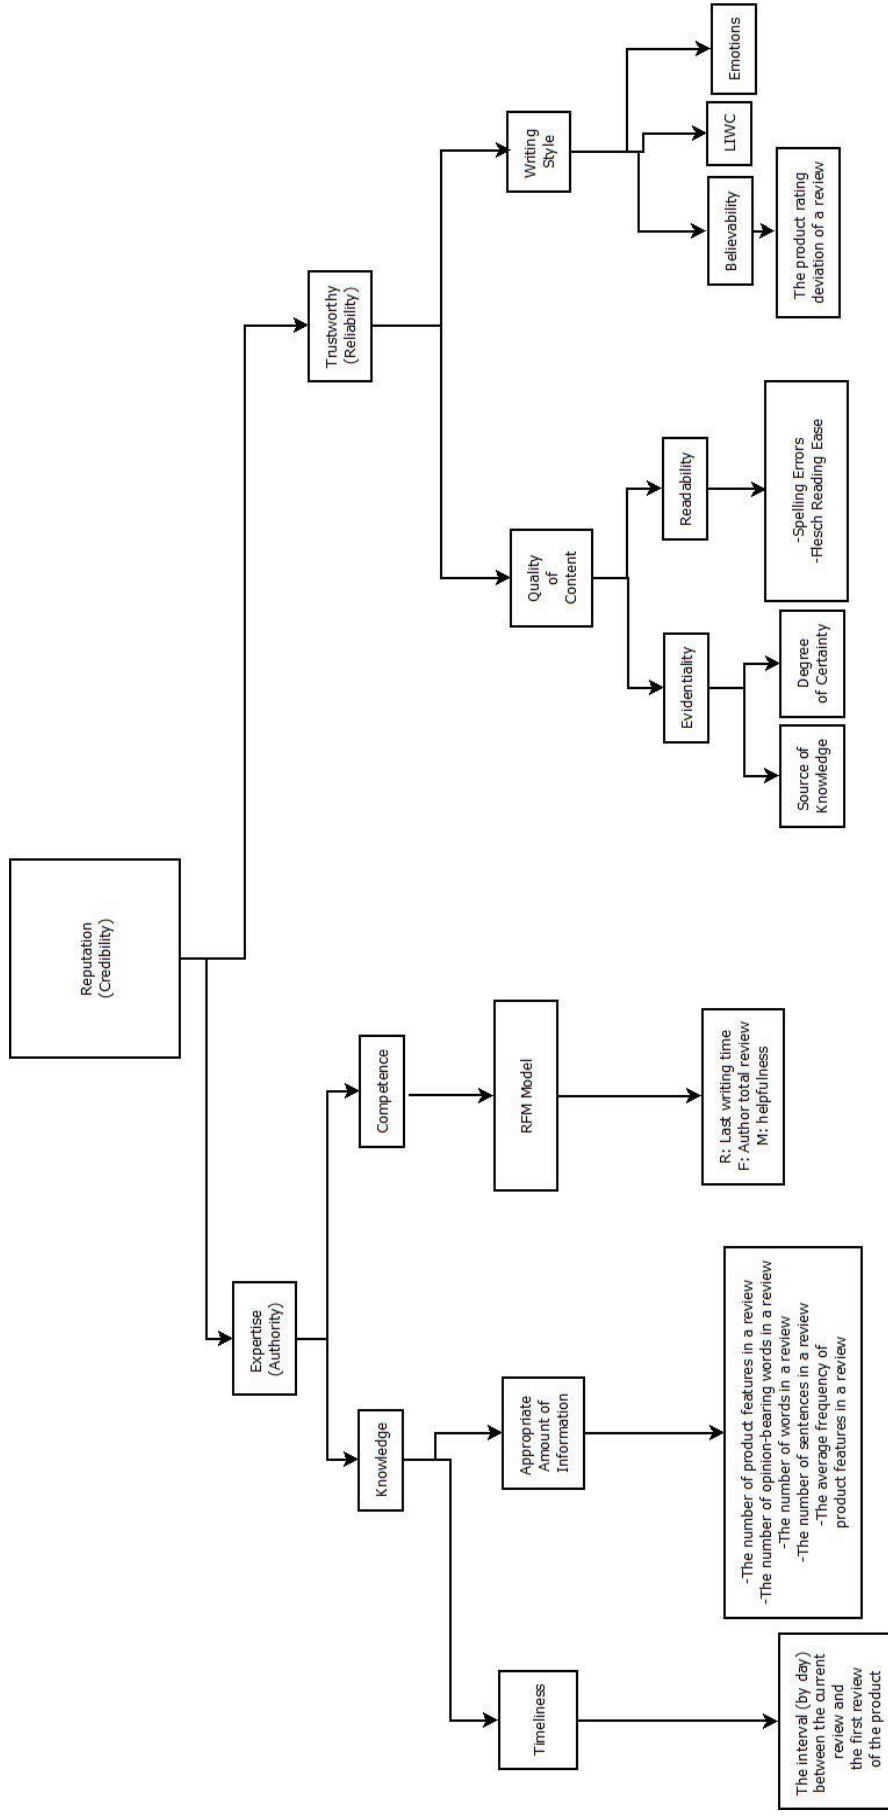 Reputation
(Credibility)
Expertise
(Authority)
Trustworthy
(Reliability)
Knowledge
Competence
Timeliness
Appropriate
Amount of
Information
RFM Model
Quality
of
Content
Writing
Style
Evidentiality
Readability
Believability
LIWC
Emotions
The interval (by day)
between the current
review and
the first review
of the product
-The number of product features in a review
-The number of opinion-bearing words in a review
-The number of words in a review
-The number of sentences in a review
-The average frequency of
product features in a review
R: Last writing time
F: Author total review
M: helpfulness
Source of
Knowledge
Degree
of Certainty
-Spelling Errors
-Flesch Reading Ease
The product rating
deviation of a review